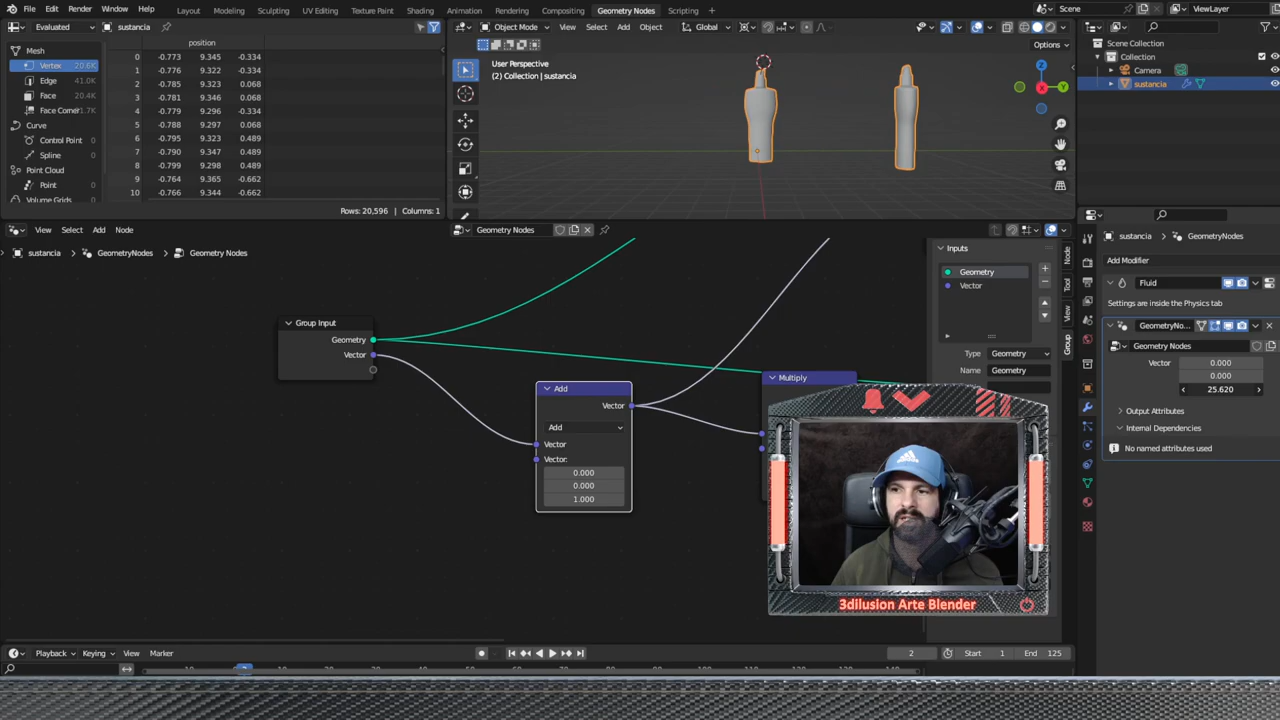 File Edit Render Window Help Layout Modeling Sculpting UV Editing Texture Paint Shading Animation Rendering Compositing Geometry Nodes Scripting Scene ViewLayer
Evaluated sustancia Object Mode View Select Add Object Global
Options
position
Mesh
Vertex 20.6K
Edge 41.0K
Face 20.4K
Face Corner
Curve
Control Point 0
Spline 0
Point Cloud
Point 0
Volume Grids
0 -0.773 9.345 -0.334
1 -0.776 9.322 -0.334
2 -0.785 9.323 0.068
3 -0.781 9.346 0.068
4 -0.779 9.296 -0.334
5 -0.788 9.297 0.068
6 -0.795 9.323 0.489
7 -0.790 9.347 0.489
8 -0.799 9.298 0.489
9 -0.766 9.319 -0.662
10 -0.766 9.344 -0.662
Rows: 20,596 | Columns: 1
User Perspective
(2) Collection | sustancia
X Y Z
Scene Collection
Collection
Camera
sustancia
View Select Add Node Geometry Nodes
sustancia > GeometryNodes > Geometry Nodes
Group Input
Geometry
Vector
Add
Vector
Add
Vector
Vector:
0.000
0.000
1.000
Multiply
Inputs
Geometry
Vector
Type Geometry
Name Geometry
Node
Tool
View
Group
sustancia > GeometryNodes
Add Modifier
Fluid
Settings are inside the Physics tab
GeometryNo...
Geometry Nodes
Vector 0.000
0.000
25.620
Output Attributes
Internal Dependencies
No named attributes used
3dilusion Arte Blender
Playback Keying View Marker 2 Start 1 End 125